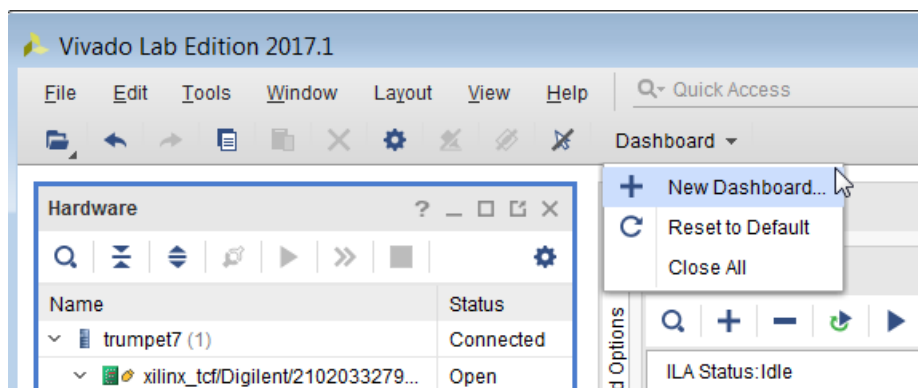 Vivado Lab Edition 2017.1
File Edit Tools Window Layout View Help Quick Access
Dashboard
New Dashboard...
Reset to Default
Close All
Hardware ? _
Name Status
trumpet7 (1) Connected
xilinx_tcf/Digilent/2102033279... Open
Options
ILA Status:Idle